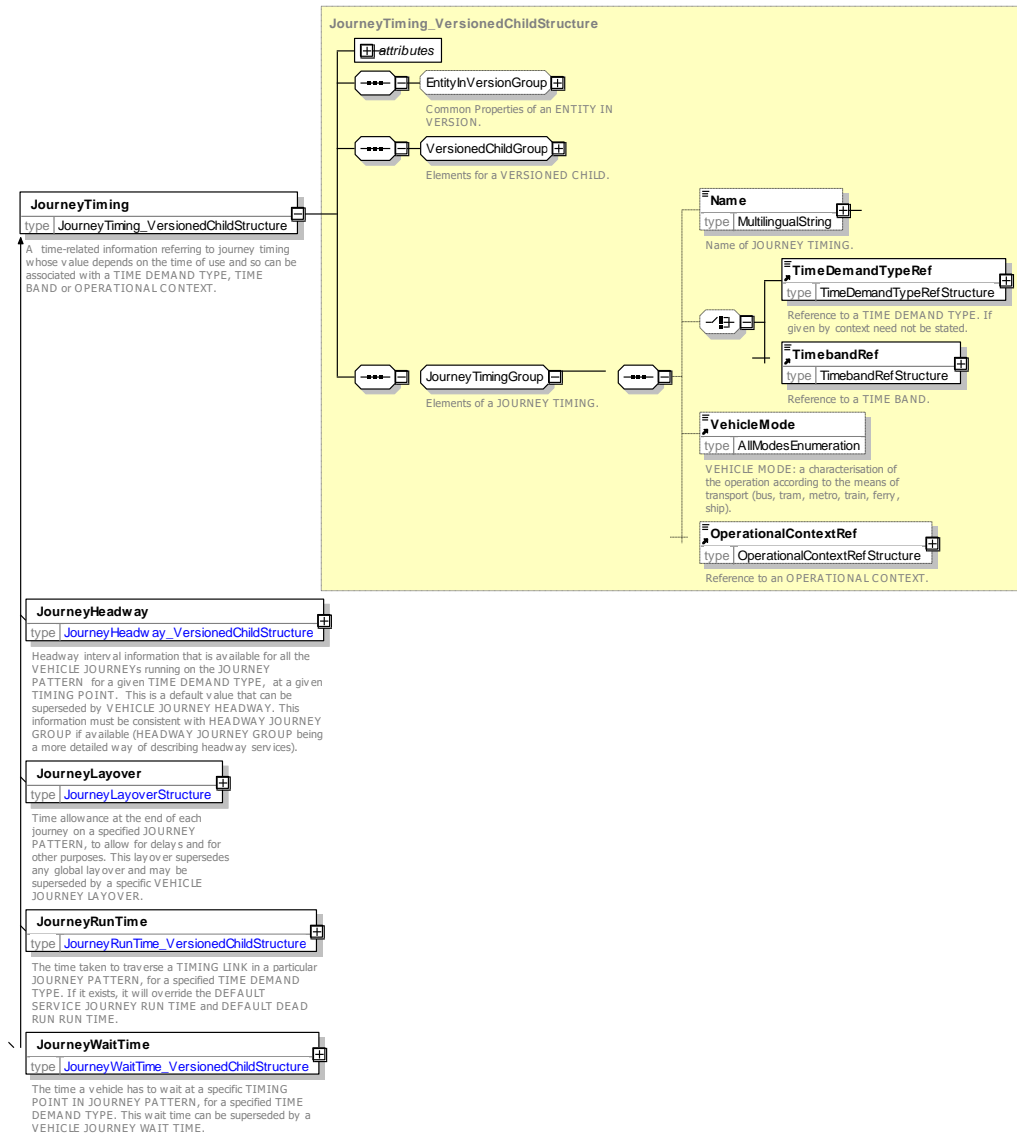 JourneyTiming_VersionedChildStructure
attributes
EntityInVersionGroup
Common Properties of an ENTITY IN
VERSION.
VersionedChildGroup
Elements for a VERSIONED CHILD.
JourneyTiming
type JourneyTiming_VersionedChildStructure
A time-related information referring to journey timing
whose value depends on the time of use and so can be
associated with a TIME DEMAND TYPE, TIME
BAND or OPERATIONAL CONTEXT.
Name
type MultilingualString
Name of JOURNEY TIMING.
TimeDemandTypeRef
type TimeDemandTypeRefStructure
Reference to a TIME DEMAND TYPE. If
given by context need not be stated.
TimebandRef
type TimebandRefStructure
Reference to a TIME BAND.
JourneyTimingGroup
Elements of a JOURNEY TIMING.
VehicleMode
type AllModesEnumeration
VEHICLE MODE: a characterisation of
the operation according to the means of
transport (bus, tram, metro, train, ferry,
ship).
OperationalContextRef
type OperationalContextRefStructure
Reference to an OPERATIONAL CONTEXT.
JourneyHeadway
type JourneyHeadway_VersionedChildStructure
Headway interval information that is available for all the
VEHICLE JOURNEYs running on the JOURNEY
PATTERN for a given TIME DEMAND TYPE, at a given
TIMING POINT. This is a default value that can be
superseded by VEHICLE JOURNEY HEADWAY. This
information must be consistent with HEADWAY JOURNEY
GROUP if available (HEADWAY JOURNEY GROUP being
a more detailed way of describing headway services).
JourneyLayover
type JourneyLayoverStructure
Time allowance at the end of each
journey on a specified JOURNEY
PATTERN, to allow for delays and for
other purposes. This layover supersedes
any global layover and may be
superseded by a specific VEHICLE
JOURNEY LAYOVER.
JourneyRunTime
type JourneyRunTime_VersionedChildStructure
The time taken to traverse a TIMING LINK in a particular
JOURNEY PATTERN, for a specified TIME DEMAND
TYPE. If it exists, it will override the DEFAULT
SERVICE JOURNEY RUN TIME and DEFAULT DEAD
RUN RUN TIME.
JourneyWaitTime
type JourneyWaitTime_VersionedChildStructure
The time a vehicle has to wait at a specific TIMING
POINT IN JOURNEY PATTERN, for a specified TIME
DEMAND TYPE. This wait time can be superseded by a
VEHICLE JOURNEY WAIT TIME.